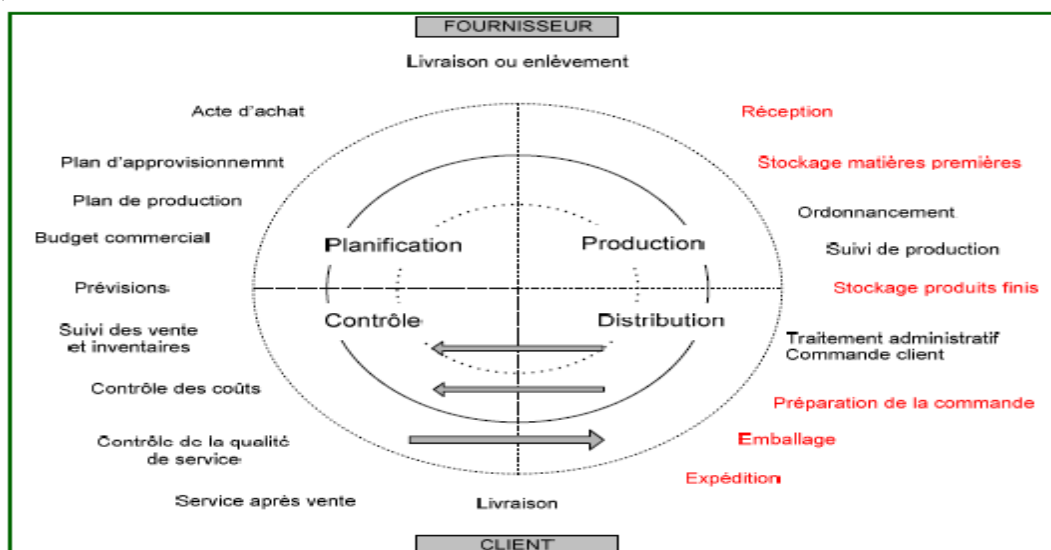 FOURNISSEUR
Livraison ou enlèvement
Acte d'achat
Réception
Plan d'approvisionnemnt
Stockage matières premières
Plan de production
Ordonnancement
Budget commercial
Planification
Production
Suivi de production
Prévisions
Stockage produits finis
Suivi des vente
et inventaires
Contrôle
Distribution
Traitement administratif
Commande client
Contrôle des coûts
Préparation de la commande
Contrôle de la qualité
de service
Emballage
Expédition
Service après vente
Livraison
CLIENT